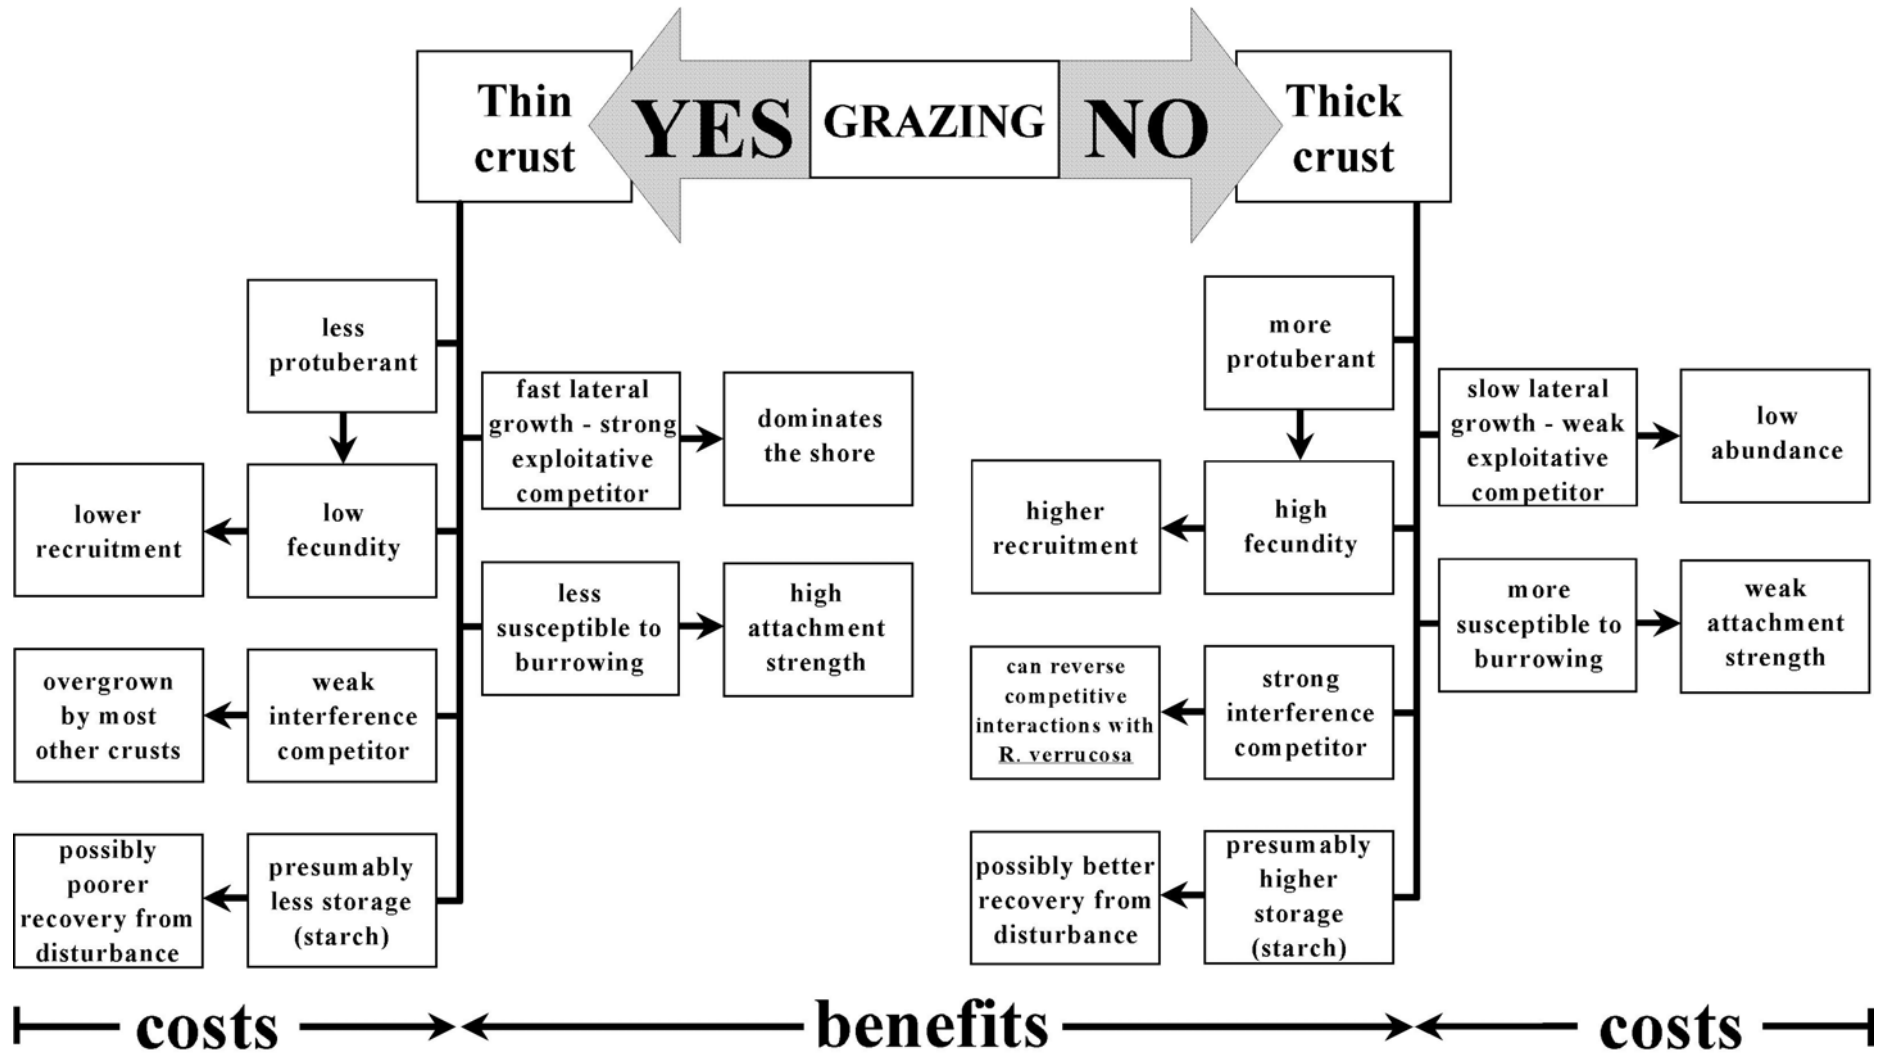 Thin
crust
YES
GRAZING
NO
Thick
crust
less
protuberant
fast lateral
growth - strong
exploitative
competitor
dominates
the shore
lower
recruitment
low
fecundity
less
susceptible to
burrowing
high
attachment
strength
overgrown
by most
other crusts
weak
interference
competitor
possibly
poorer
recovery from
disturbance
presumably
less storage
(starch)
more
protuberant
slow lateral
growth - weak
exploitative
competitor
low
abundance
higher
recruitment
high
fecundity
more
susceptible to
burrowing
weak
attachment
strength
can reverse
competitive
interactions with
R. verrucosa
strong
interference
competitor
possibly better
recovery from
disturbance
presumably
higher
storage
(starch)
costs
benefits
costs